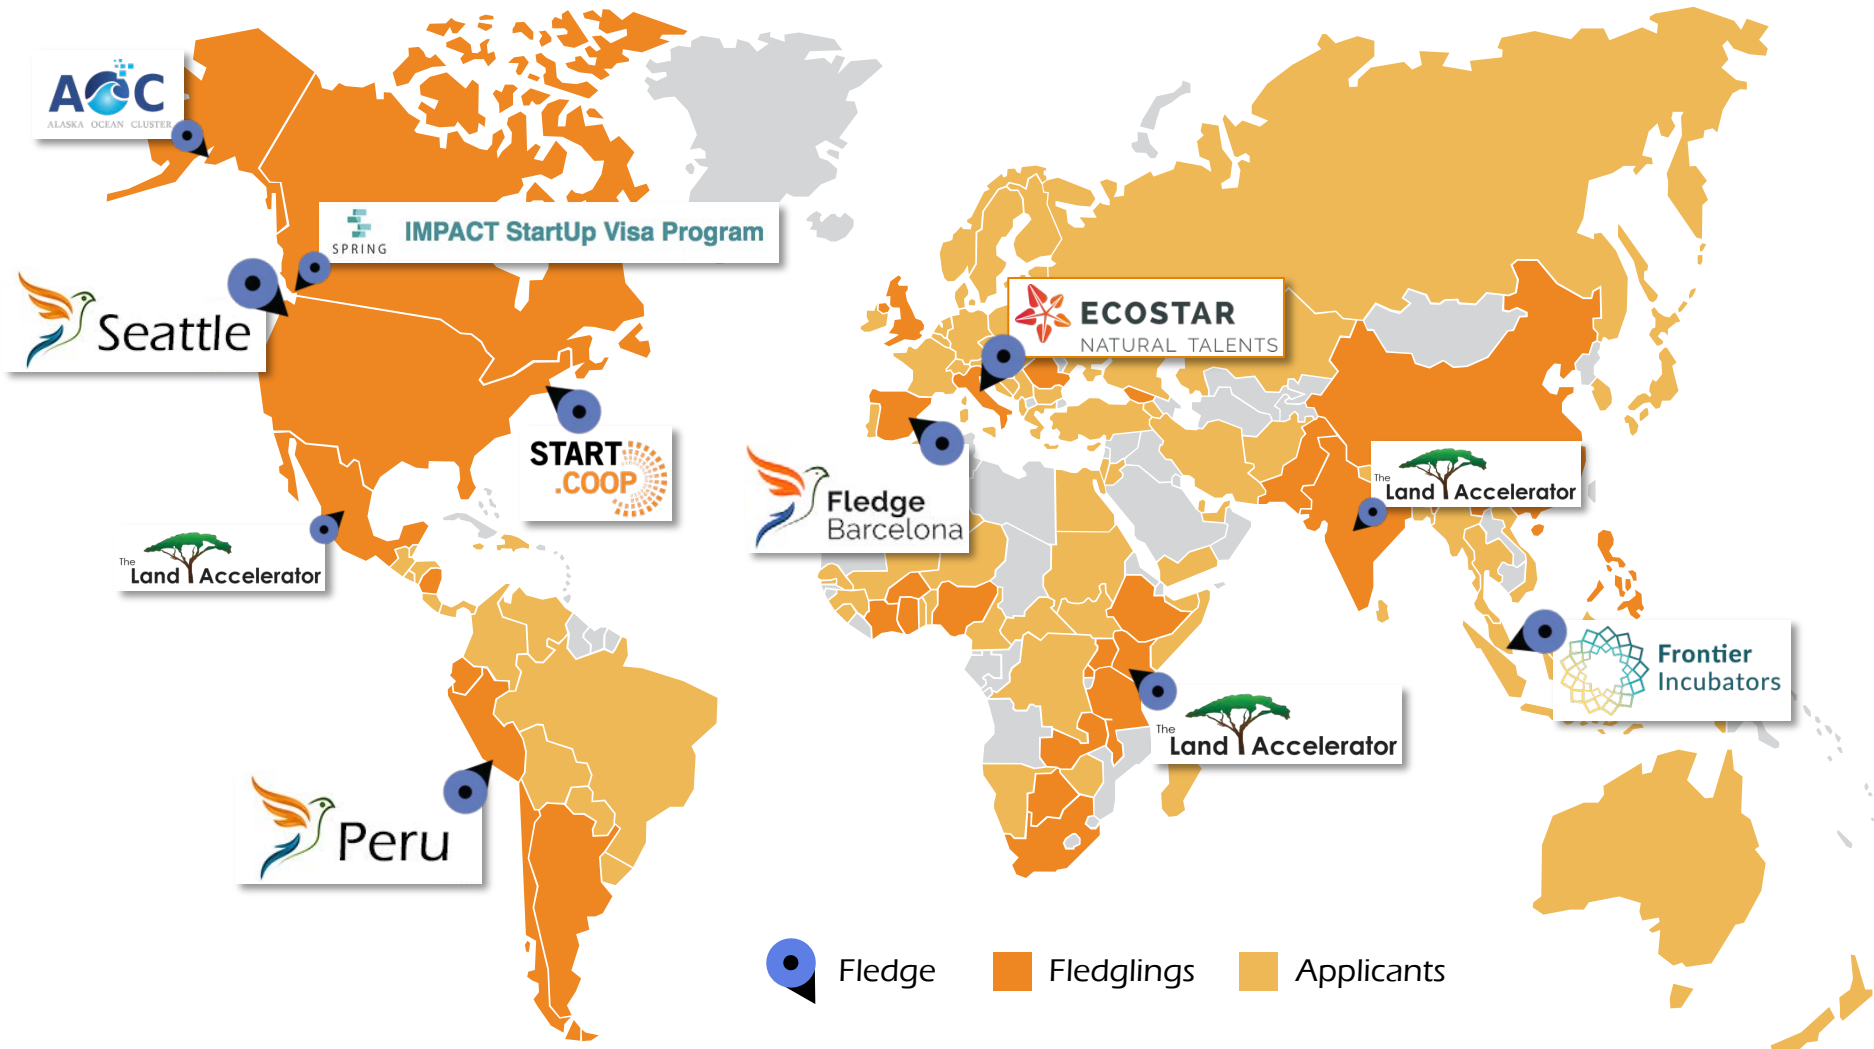 AOC
ALASKA OCEAN CLUSTER
SPRING
IMPACT StartUp Visa Program
Seattle
ECOSTAR
NATURAL TALENTS
START
.COOP
Fledge
Barcelona
The
Land Accelerator
The
Land Accelerator
Frontier
Incubators
The
Land Accelerator
Peru
Fledge
Fledglings
Applicants